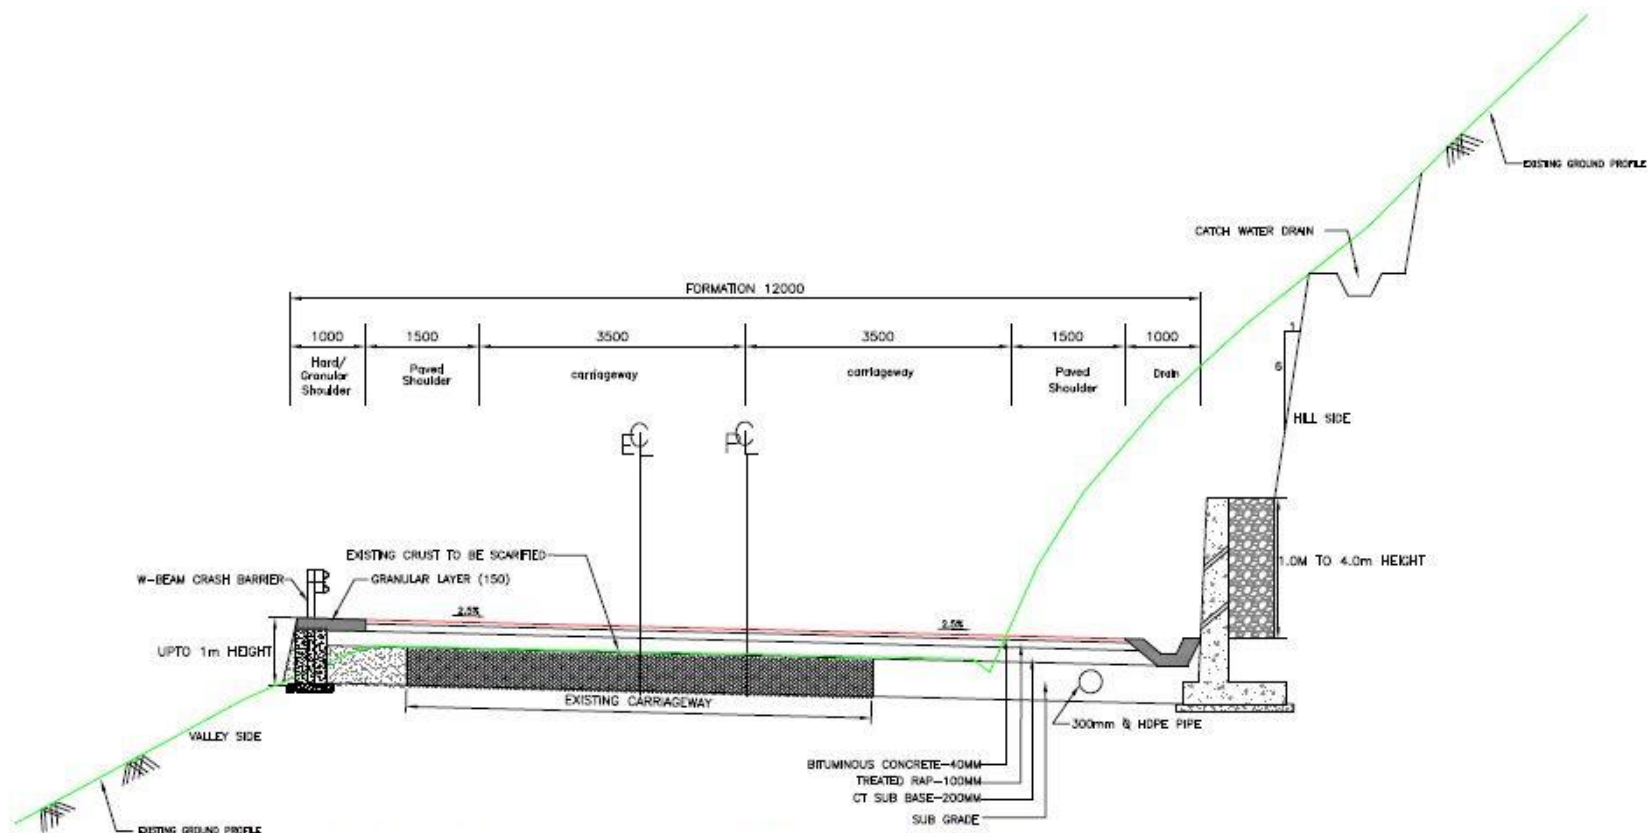 EXISTING GROUND PROFILE
CATCH WATER DRAIN
FORMATION 12000
1000
1500
3500
3500
1500
1000
Hard/
Granular
Shoulder
Paved
Shoulder
carriageway
carriageway
Paved
Shoulder
Drain
1
6
HILL SIDE
E
CL
P
CL
EXISTING CRUST TO BE SCARIFIED
W-BEAM CRASH BARRIER
GRANULAR LAYER (150)
1.0M TO 4.0m HEIGHT
2.5%
2.5%
UPTO 1m HEIGHT
EXISTING CARRIAGEWAY
300mm Ø HDPE PIPE
VALLEY SIDE
BITUMINOUS CONCRETE-40MM
TREATED RAP-100MM
CT SUB BASE-200MM
SUB GRADE
EXISTING GROUND PROFILE